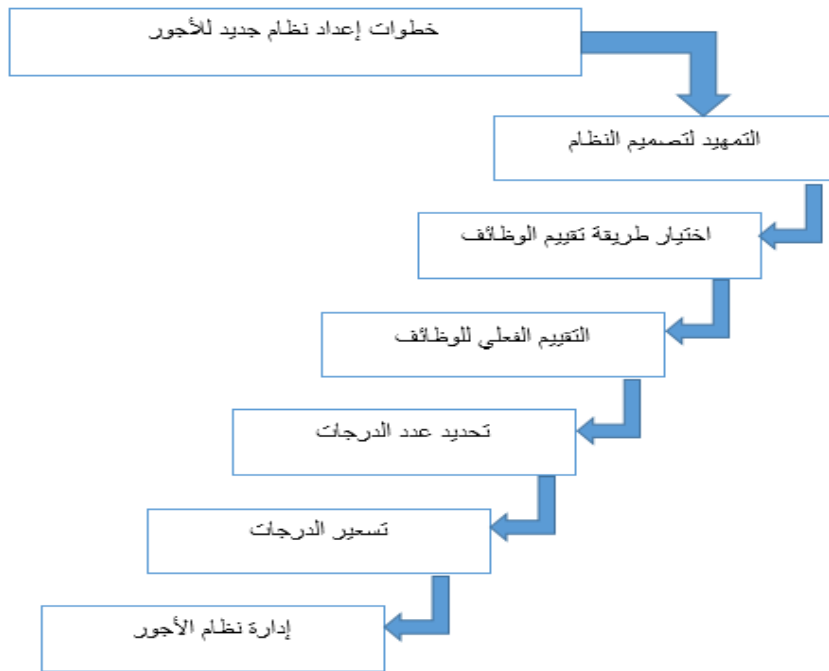 خطوات إعداد نظام جديد للأجور
التمهيد لتصميم النظام
اختيار طريقة تقييم الوظائف
التقييم الفعلي للوظائف
تحديد عدد الدرجات
تسعير الدرجات
إدارة نظام الأجور